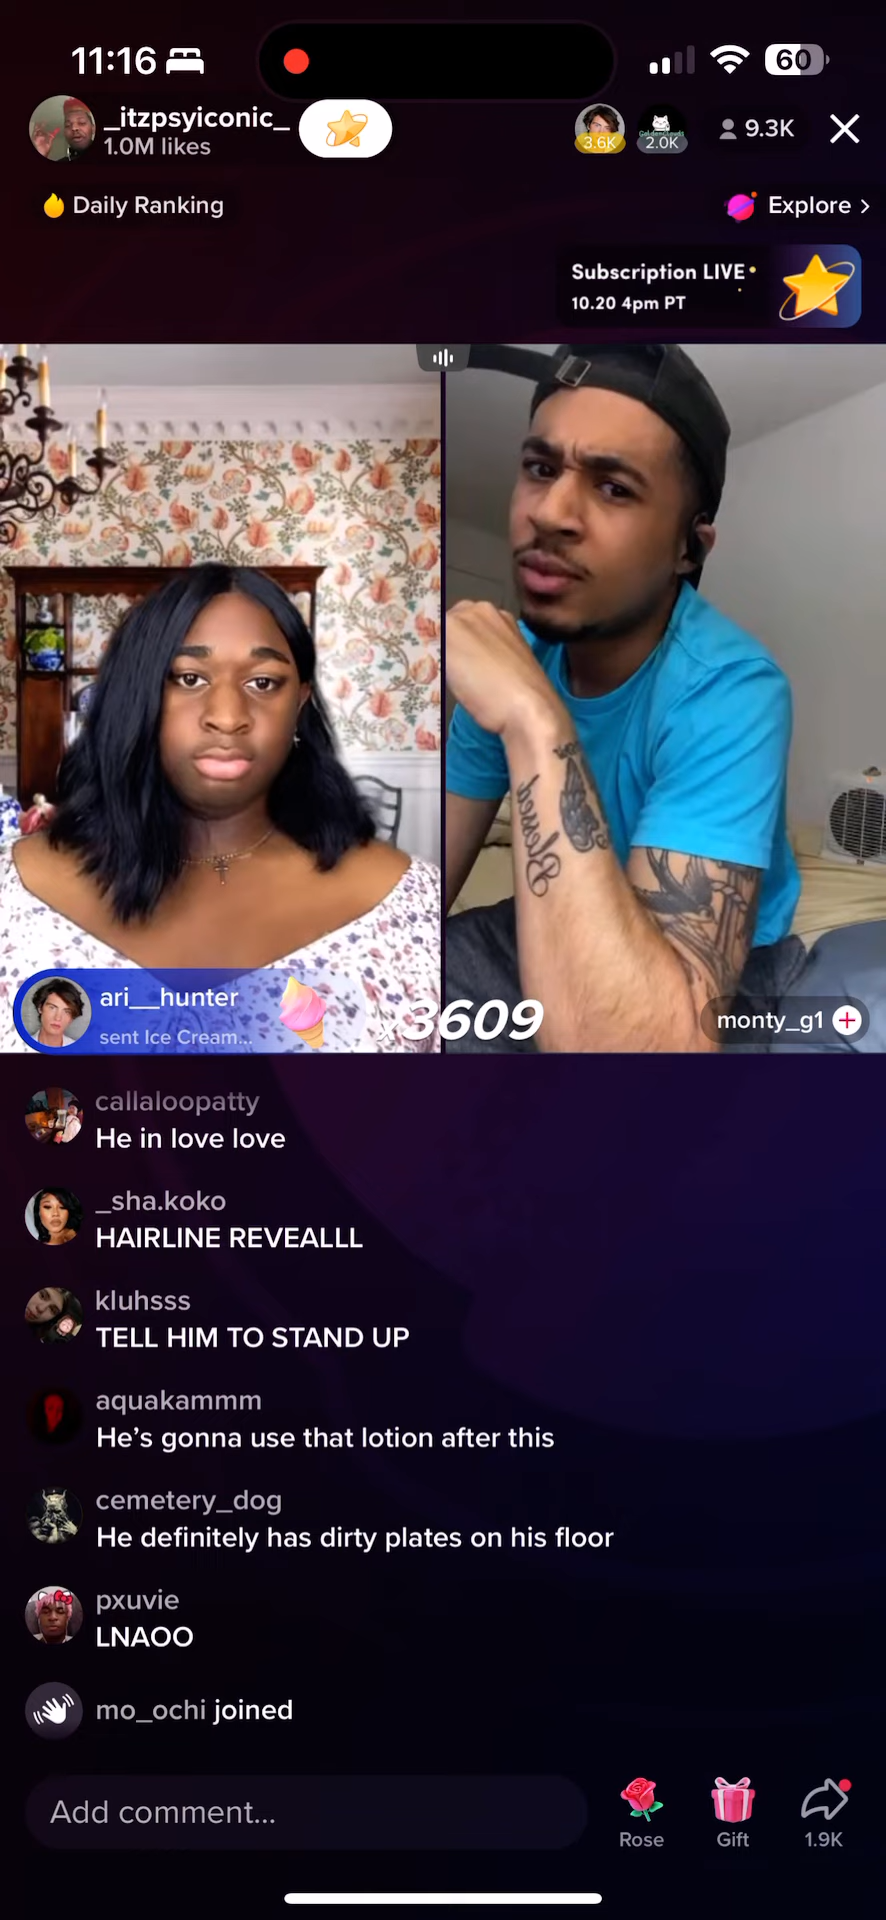 11:16
60
_itzpsyiconic_
1.0M likes
3.6K
2.0K
9.3K
Daily Ranking
Explore >
Subscription LIVE
10.20 4pm PT
Blessed
ari__hunter
sent Ice Cream...
x3609
monty_g1
callaloopatty
He in love love
_sha.koko
HAIRLINE REVEALLL
kluhsss
TELL HIM TO STAND UP
aquakammm
He’s gonna use that lotion after this
cemetery_dog
He definitely has dirty plates on his floor
pxuvie
LNAOO
mo_ochi joined
Add comment...
Rose
Gift
1.9K